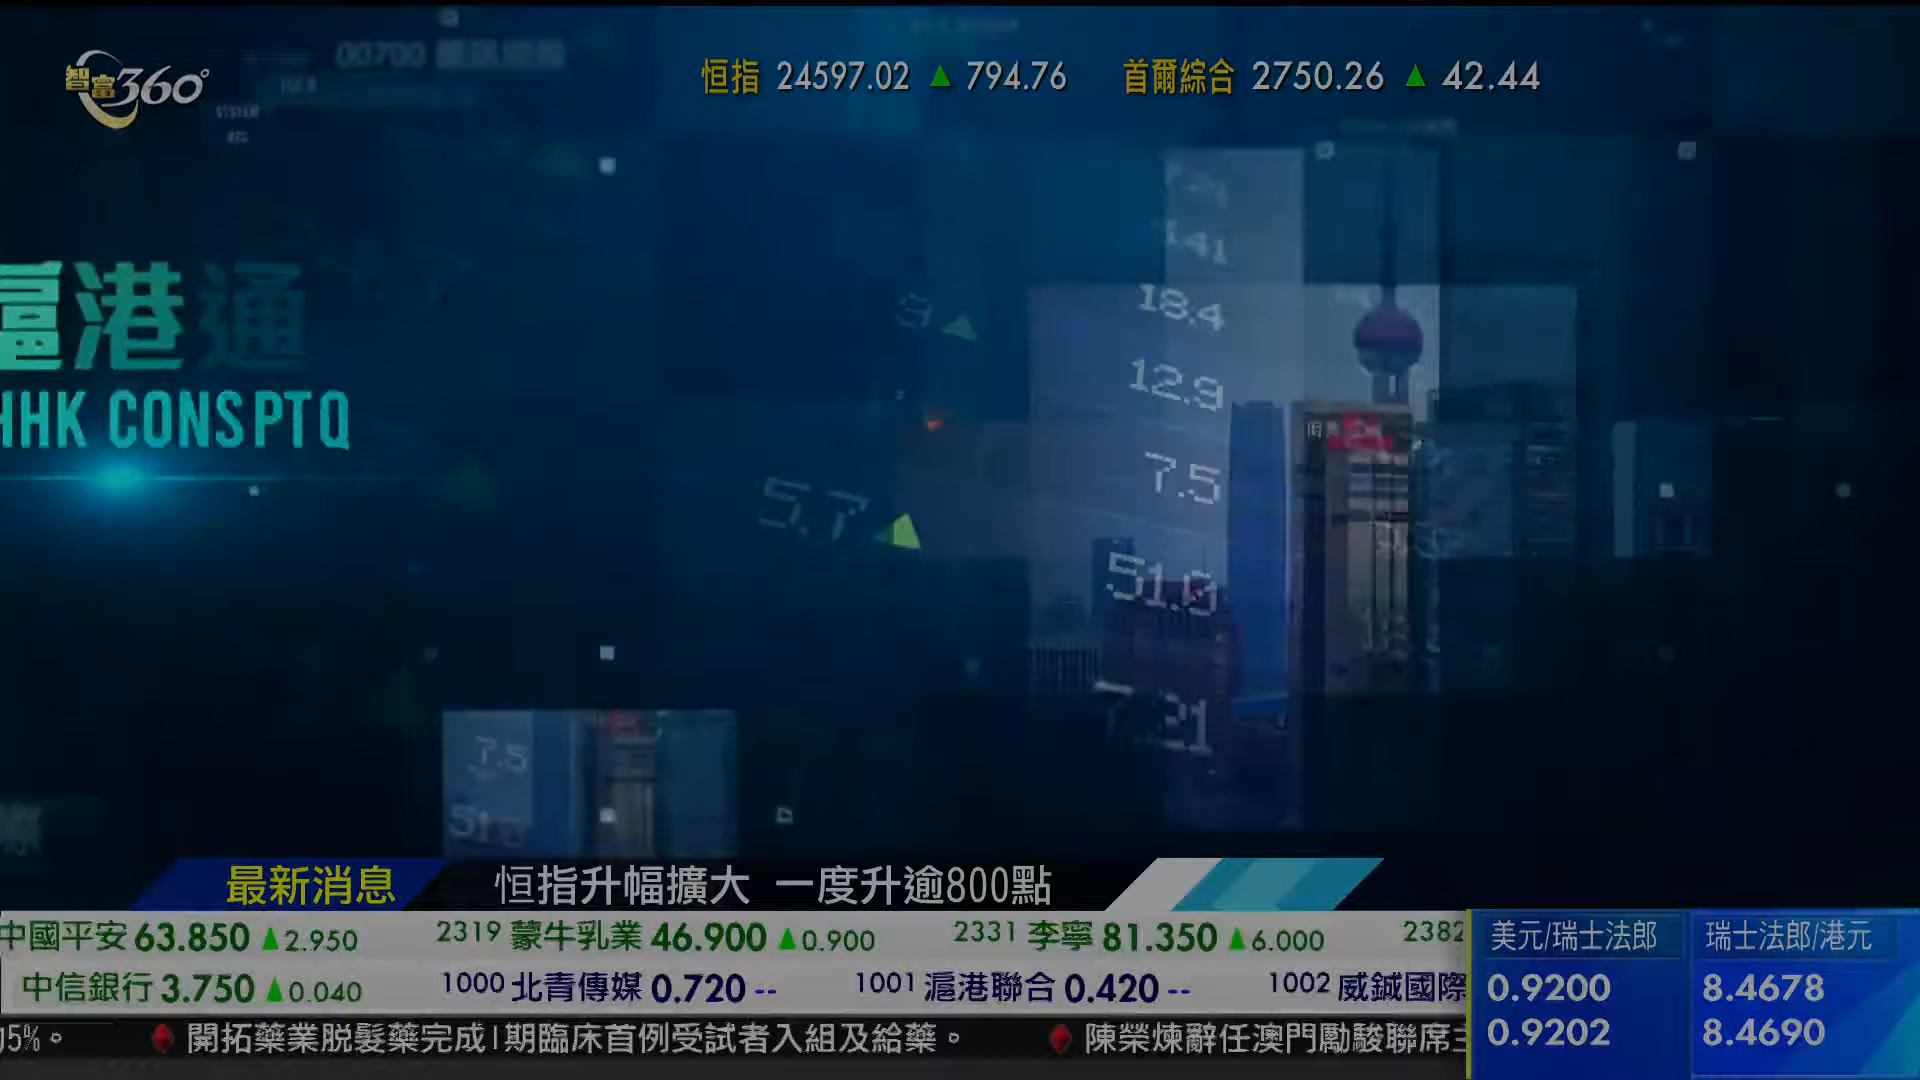 智富360°
恒指 24597.02 ▲ 794.76 首爾綜合 2750.26 ▲ 42.44
00700
SYSTEM
滬港通
HHK CONSPTQ
18.4
12.9
7.5
5.7
7.5
最新消息 恒指升幅擴大 一度升逾800點
中國平安 63.850 ▲2.950 2319 蒙牛乳業 46.900 ▲0.900 2331 李寧 81.350 ▲6.000 2382
中信銀行 3.750 ▲0.040 1000 北青傳媒 0.720 -- 1001 滬港聯合 0.420 -- 1002 威鋮國際
5%。 開拓藥業脱髮藥完成I期臨床首例受試者入組及給藥。 陳榮煉辭任澳門勵駿聯席主
美元/瑞士法郎
0.9200
0.9202
瑞士法郎/港元
8.4678
8.4690